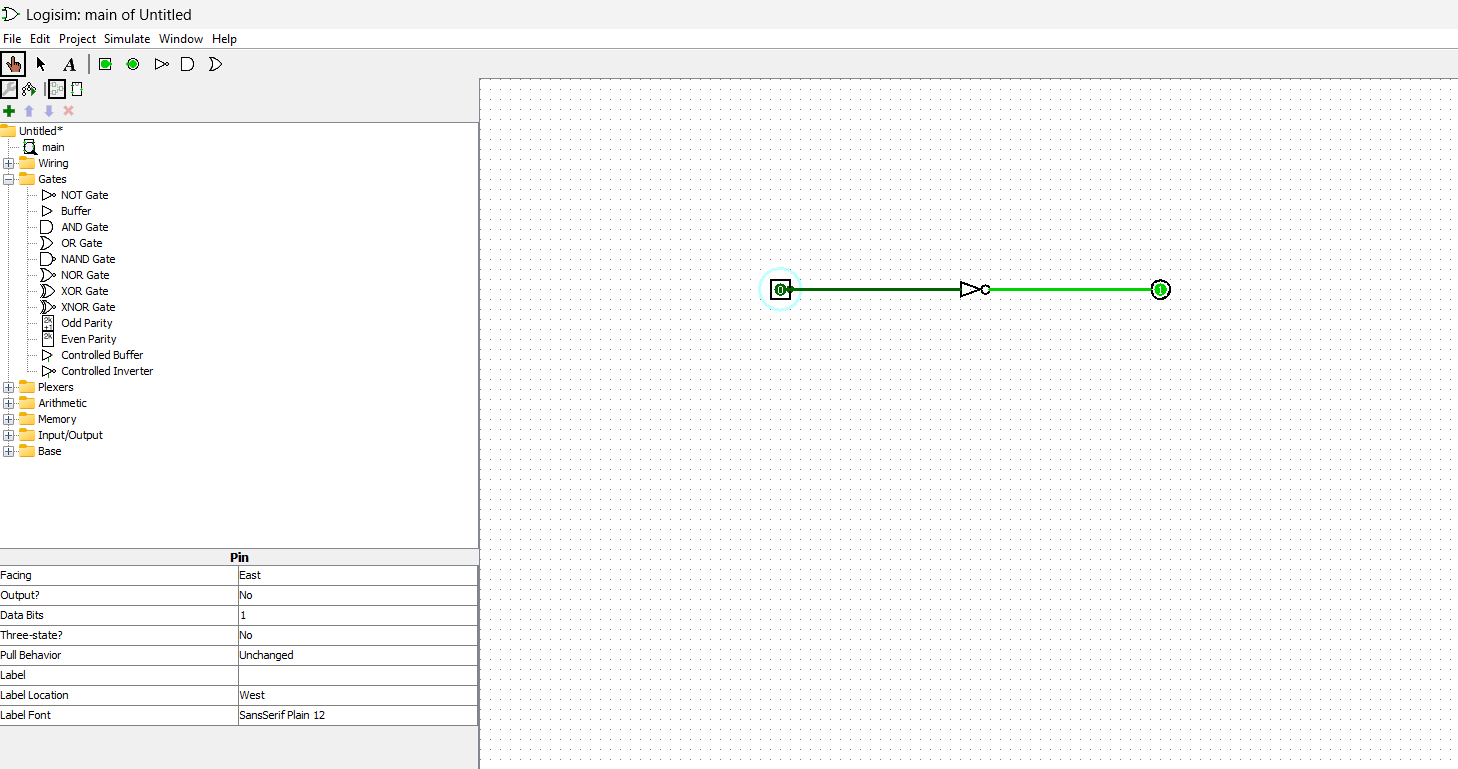 Logisim: main of Untitled
File Edit Project Simulate Window Help
A
Untitled*
main
Wiring
Gates
NOT Gate
Buffer
AND Gate
OR Gate
NAND Gate
NOR Gate
XOR Gate
XNOR Gate
2k+1 Odd Parity
2k Even Parity
Controlled Buffer
Controlled Inverter
Plexers
Arithmetic
Memory
Input/Output
Base
0 1
Pin
Facing East
Output? No
Data Bits 1
Three-state? No
Pull Behavior Unchanged
Label
Label Location West
Label Font SansSerif Plain 12